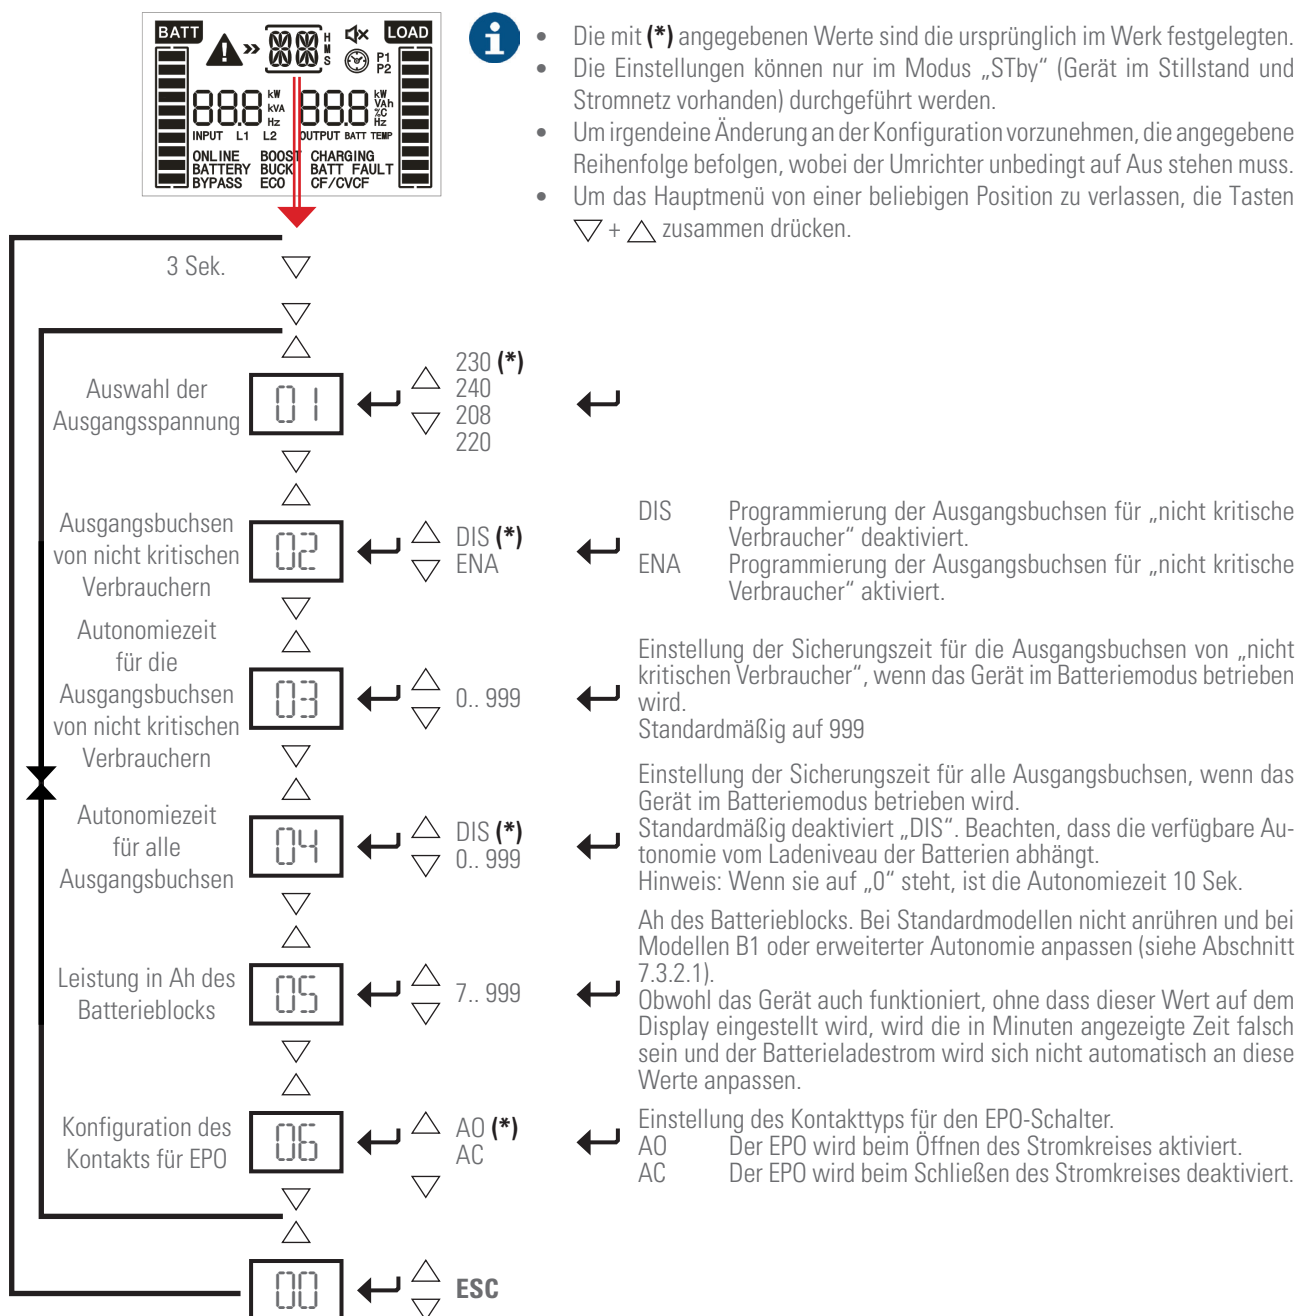 BATT
88
H
M
S
P1
P2
LOAD
888
kW
kVA
Hz
888
kW
VAh
%C
Hz
INPUT L1 L2 OUTPUT BATT TEMP
ONLINE BOOST CHARGING
BATTERY BUCK BATT FAULT
BYPASS ECO CF/CVCF
• Die mit (*) angegebenen Werte sind die ursprünglich im Werk festgelegten.
• Die Einstellungen können nur im Modus „STby“ (Gerät im Stillstand und
Stromnetz vorhanden) durchgeführt werden.
• Um irgendeine Änderung an der Konfiguration vorzunehmen, die angegebene
Reihenfolge befolgen, wobei der Umrichter unbedingt auf Aus stehen muss.
• Um das Hauptmenü von einer beliebigen Position zu verlassen, die Tasten
▽ + △ zusammen drücken.
3 Sek.
Auswahl der
Ausgangsspannung
01
230 (*)
240
208
220
Ausgangsbuchsen
von nicht kritischen
Verbrauchern
02
DIS (*)
ENA
DIS Programmierung der Ausgangsbuchsen für „nicht kritische
Verbraucher“ deaktiviert.
ENA Programmierung der Ausgangsbuchsen für „nicht kritische
Verbraucher“ aktiviert.
Autonomiezeit
für die
Ausgangsbuchsen
von nicht kritischen
Verbrauchern
03
0.. 999
Einstellung der Sicherungszeit für die Ausgangsbuchsen von „nicht
kritischen Verbraucher“, wenn das Gerät im Batteriemodus betrieben
wird.
Standardmäßig auf 999
Autonomiezeit
für alle
Ausgangsbuchsen
04
DIS (*)
0.. 999
Einstellung der Sicherungszeit für alle Ausgangsbuchsen, wenn das
Gerät im Batteriemodus betrieben wird.
Standardmäßig deaktiviert „DIS“. Beachten, dass die verfügbare Au-
tonomie vom Ladeniveau der Batterien abhängt.
Hinweis: Wenn sie auf „0“ steht, ist die Autonomiezeit 10 Sek.
Leistung in Ah des
Batterieblocks
05
7.. 999
Ah des Batterieblocks. Bei Standardmodellen nicht anrühren und bei
Modellen B1 oder erweiterter Autonomie anpassen (siehe Abschnitt
7.3.2.1).
Obwohl das Gerät auch funktioniert, ohne dass dieser Wert auf dem
Display eingestellt wird, wird die in Minuten angezeigte Zeit falsch
sein und der Batterieladestrom wird sich nicht automatisch an diese
Werte anpassen.
Konfiguration des
Kontakts für EPO
06
AO (*)
AC
Einstellung des Kontakttyps für den EPO-Schalter.
AO Der EPO wird beim Öffnen des Stromkreises aktiviert.
AC Der EPO wird beim Schließen des Stromkreises deaktiviert.
00
ESC